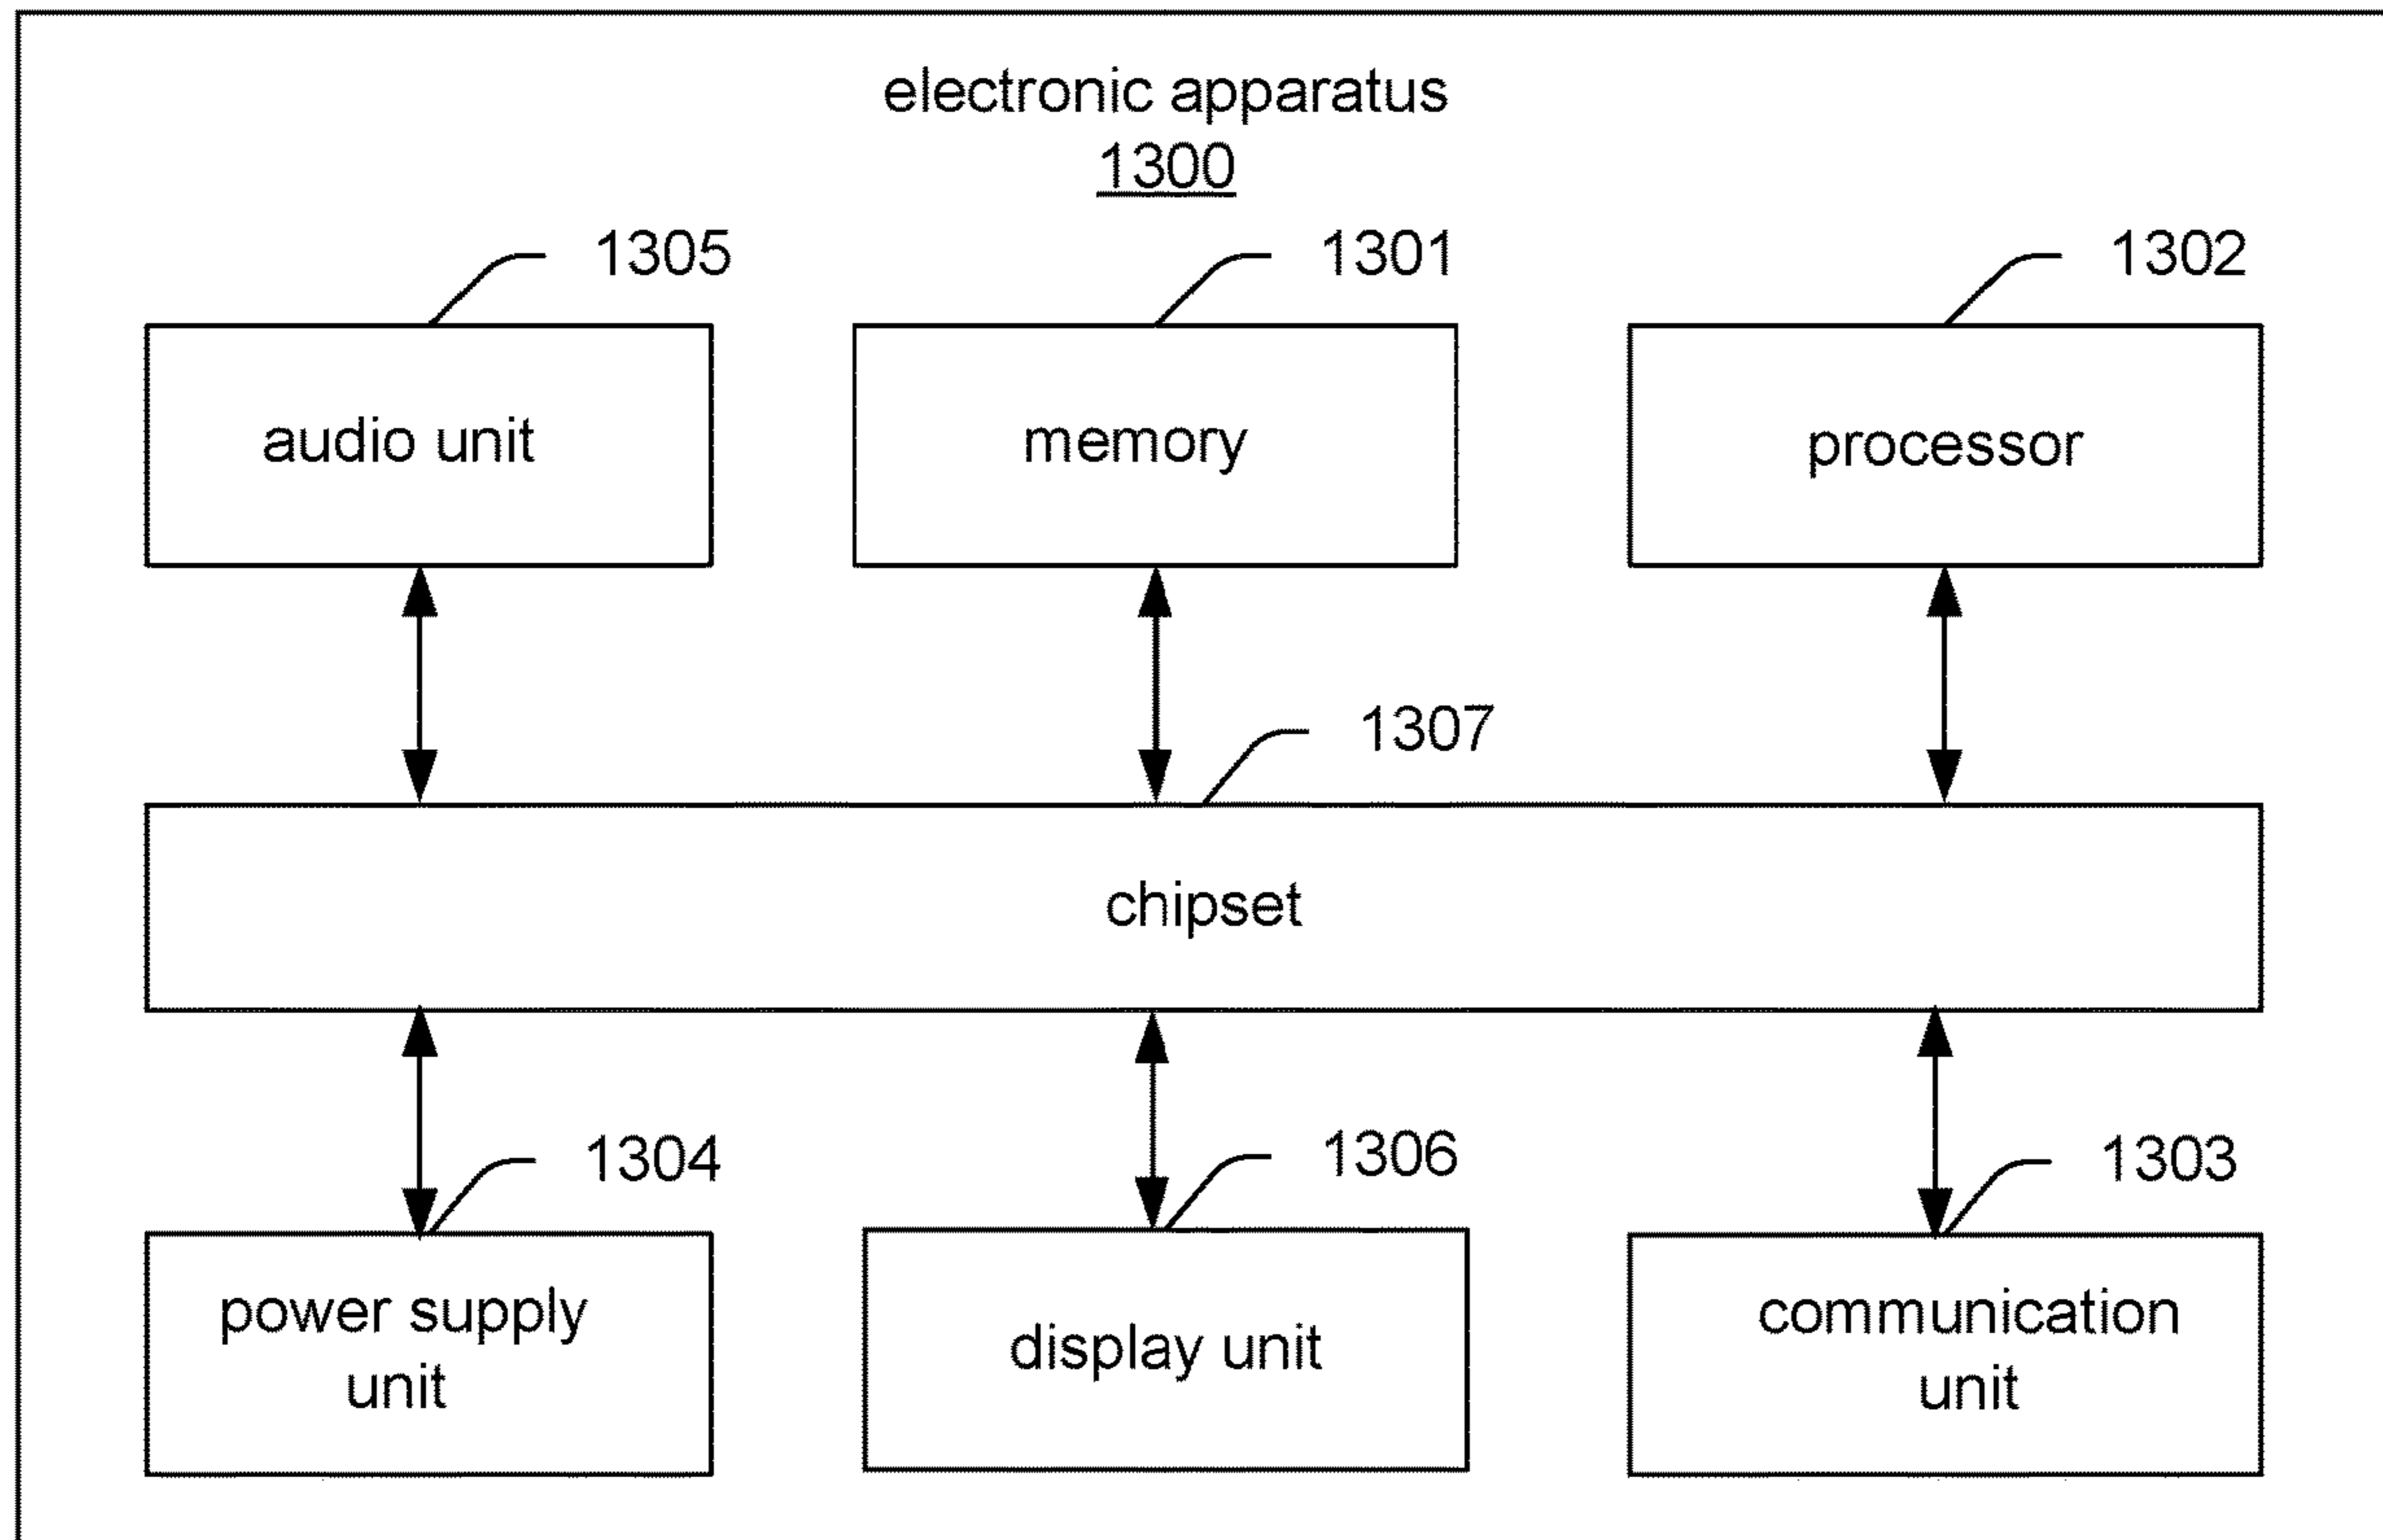 electronic apparatus
1300
1305
1301
1302
audio unit
memory
processor
1307
chipset
1304
1306
1303
power supply
unit
display unit
communication
unit